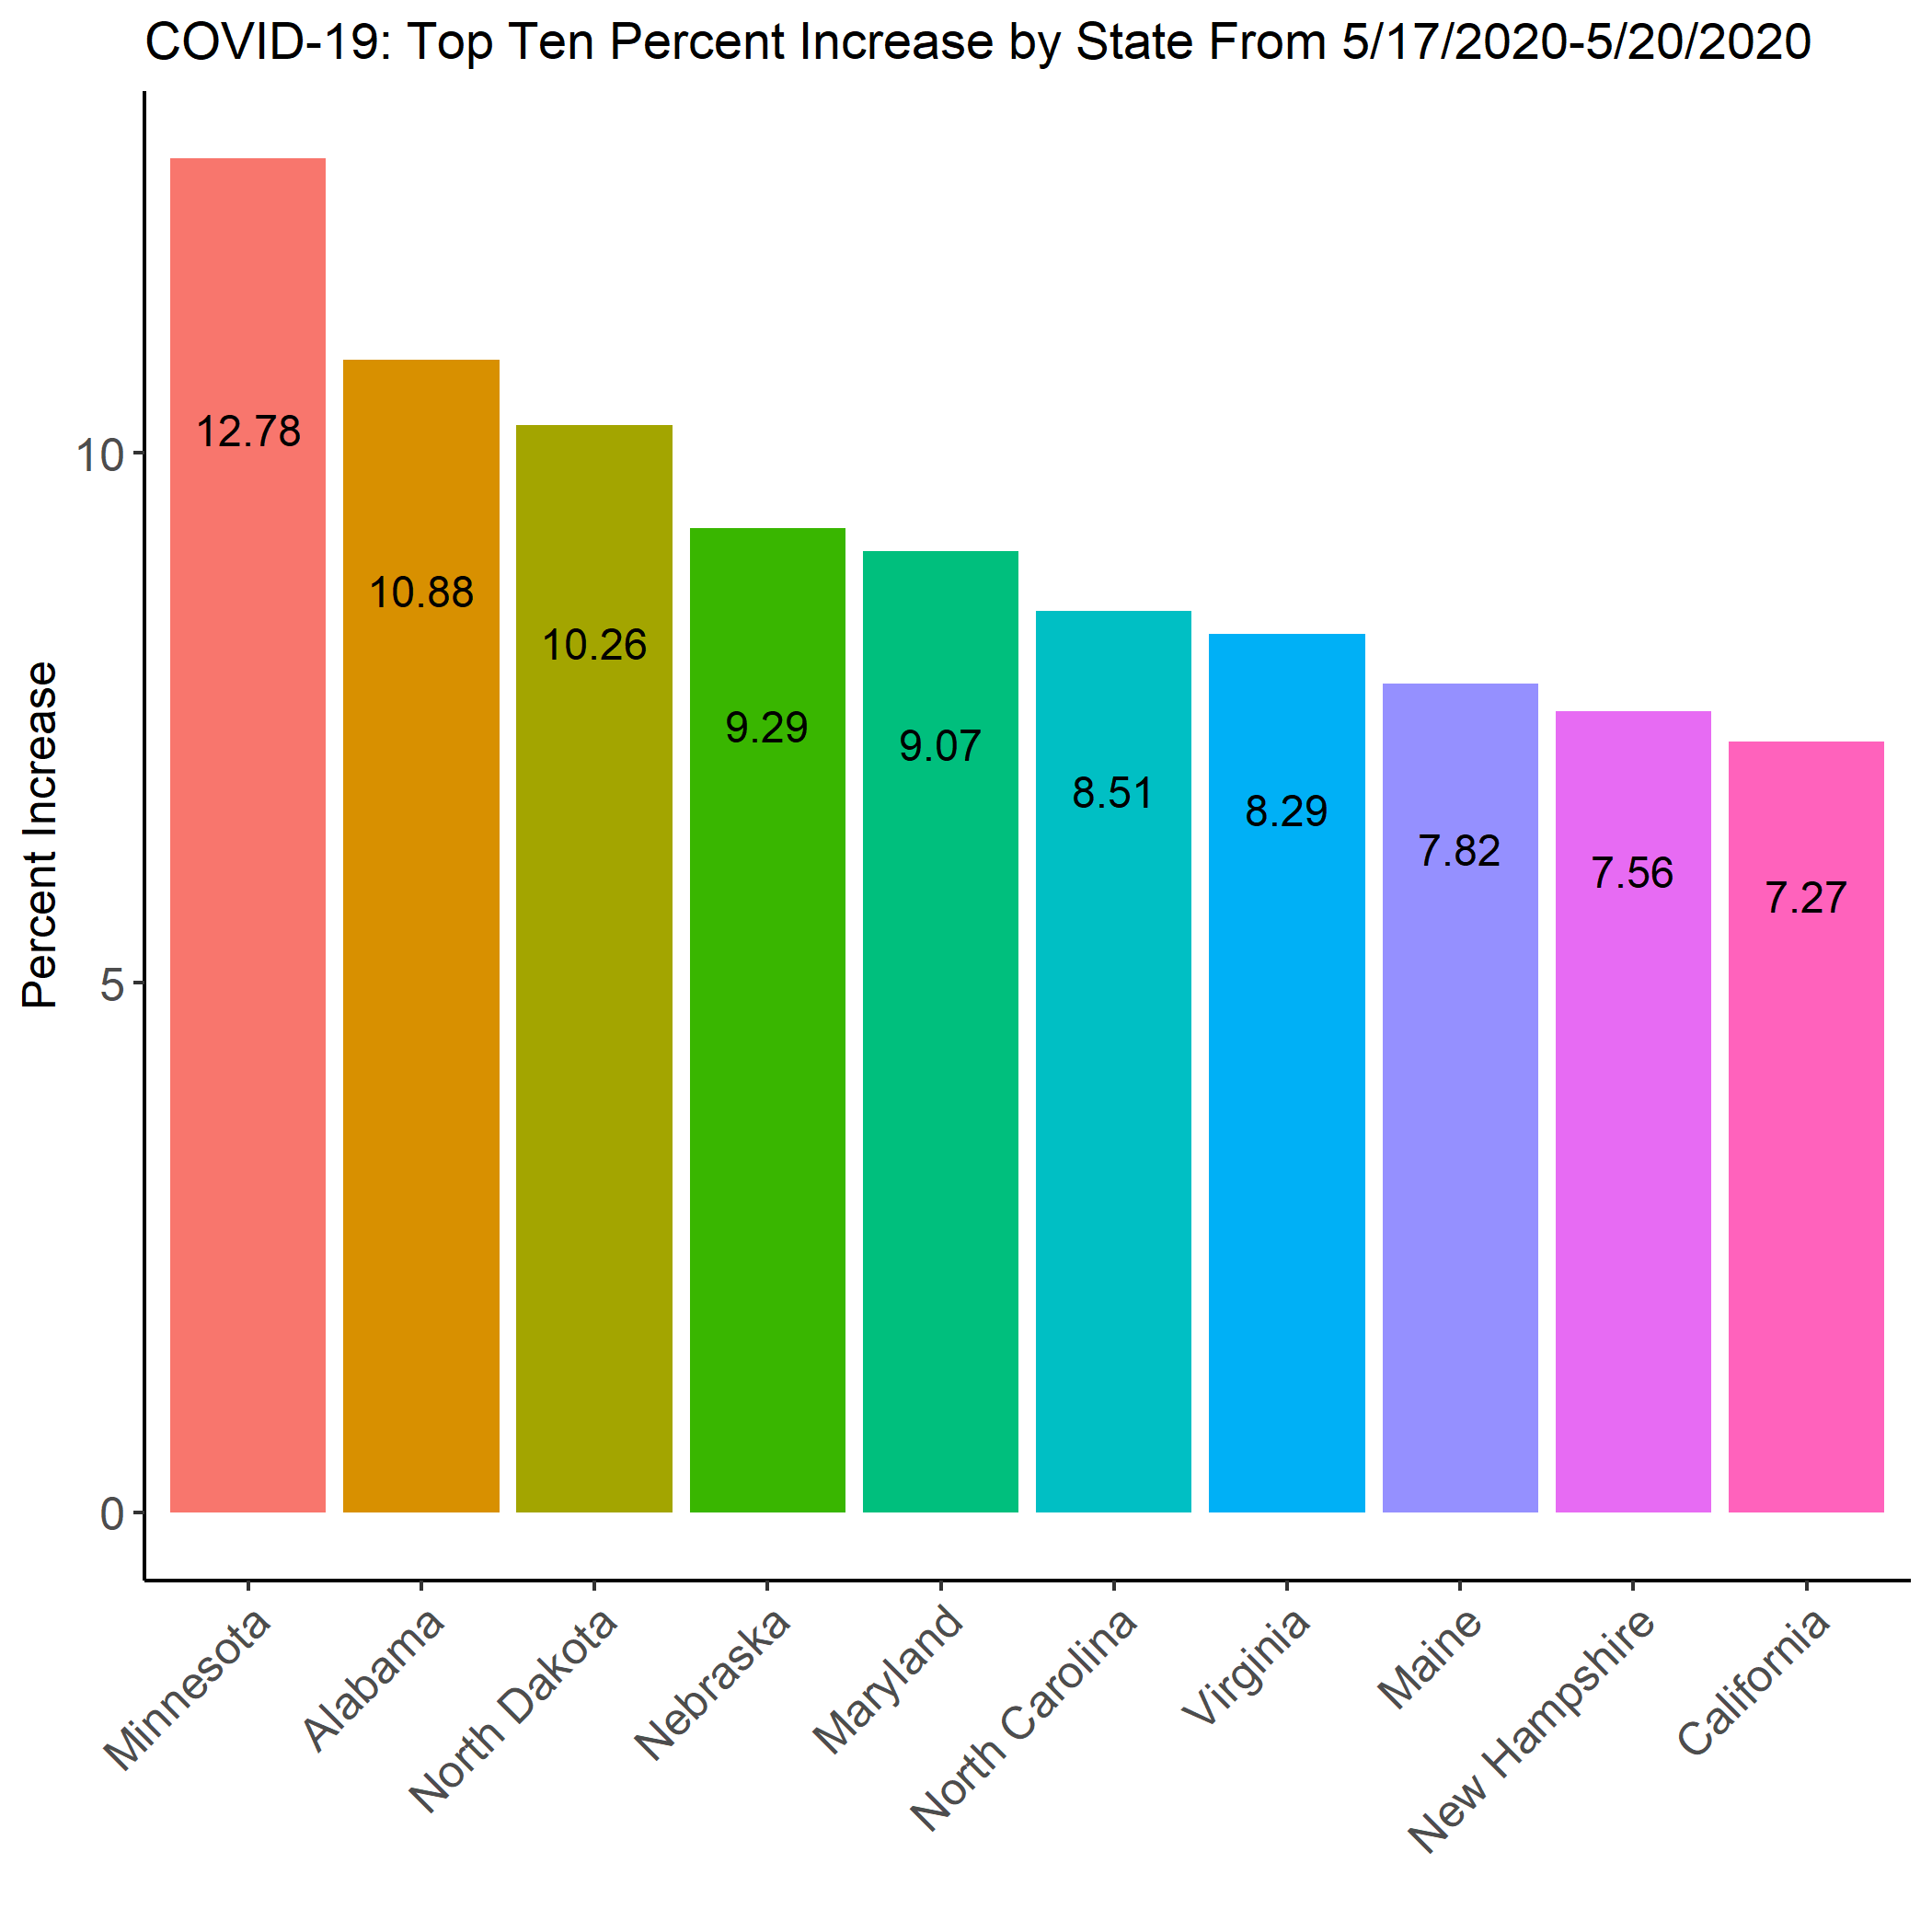 COVID-19: Top Ten Percent Increase by State From 5/17/2020-5/20/2020
Percent Increase
10
5
0
12.78
10.88
10.26
9.29
9.07
8.51
8.29
7.82
7.56
7.27
Minnesota
Alabama
North Dakota
Nebraska
Maryland
North Carolina
Virginia
Maine
New Hampshire
California